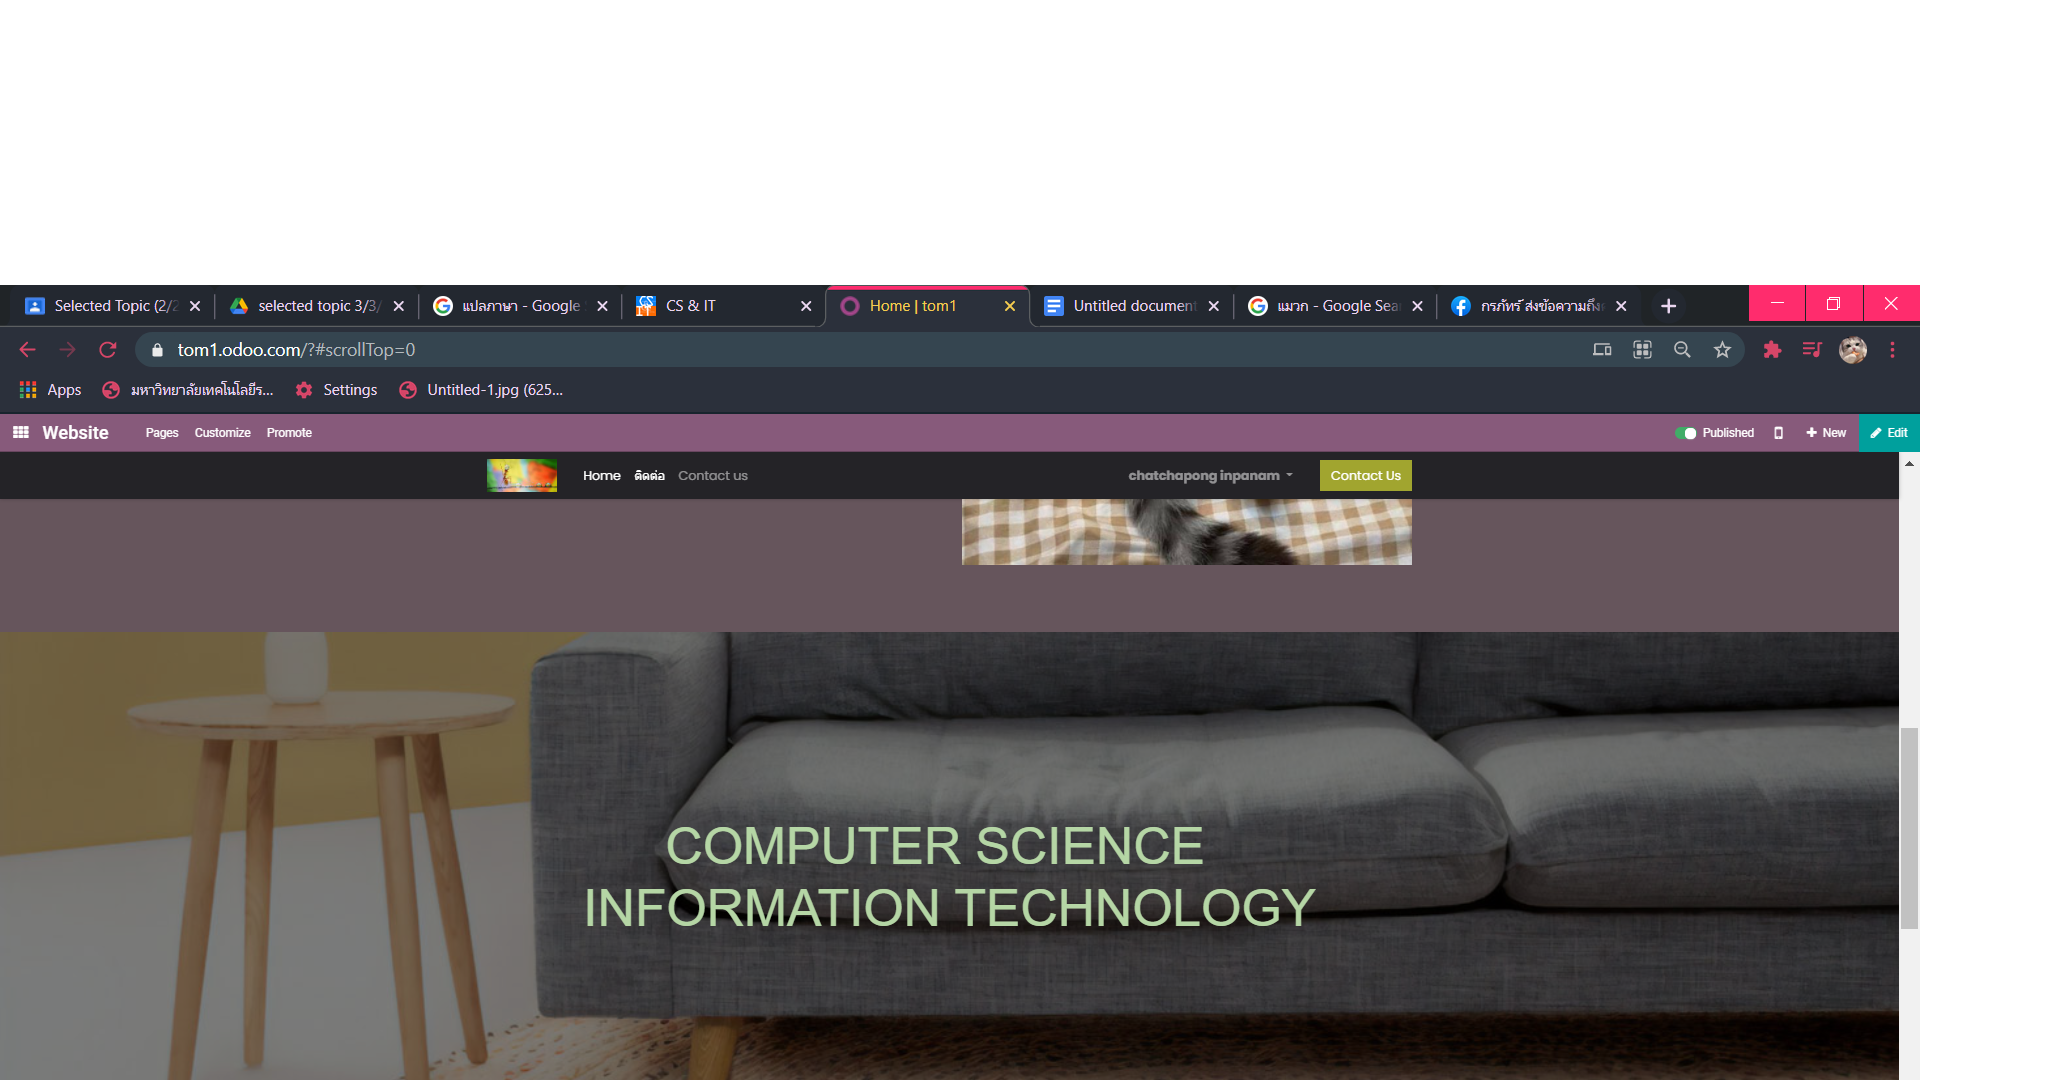 Selected Topic (2/2
selected topic 3/3/
แปลภาษา - Google
CS & IT
Home | tom1
Untitled document
แมวก - Google Sea
กรภัทร์ ส่งข้อความถึงค
tom1.odoo.com/?#scrollTop=0
Apps
มหาวิทยาลัยเทคโนโลยีร...
Settings
Untitled-1.jpg (625...
Website
Pages
Customize
Promote
Published
New
Edit
Home
ติดต่อ
Contact us
chatchapong inpanam
Contact Us
COMPUTER SCIENCE
INFORMATION TECHNOLOGY